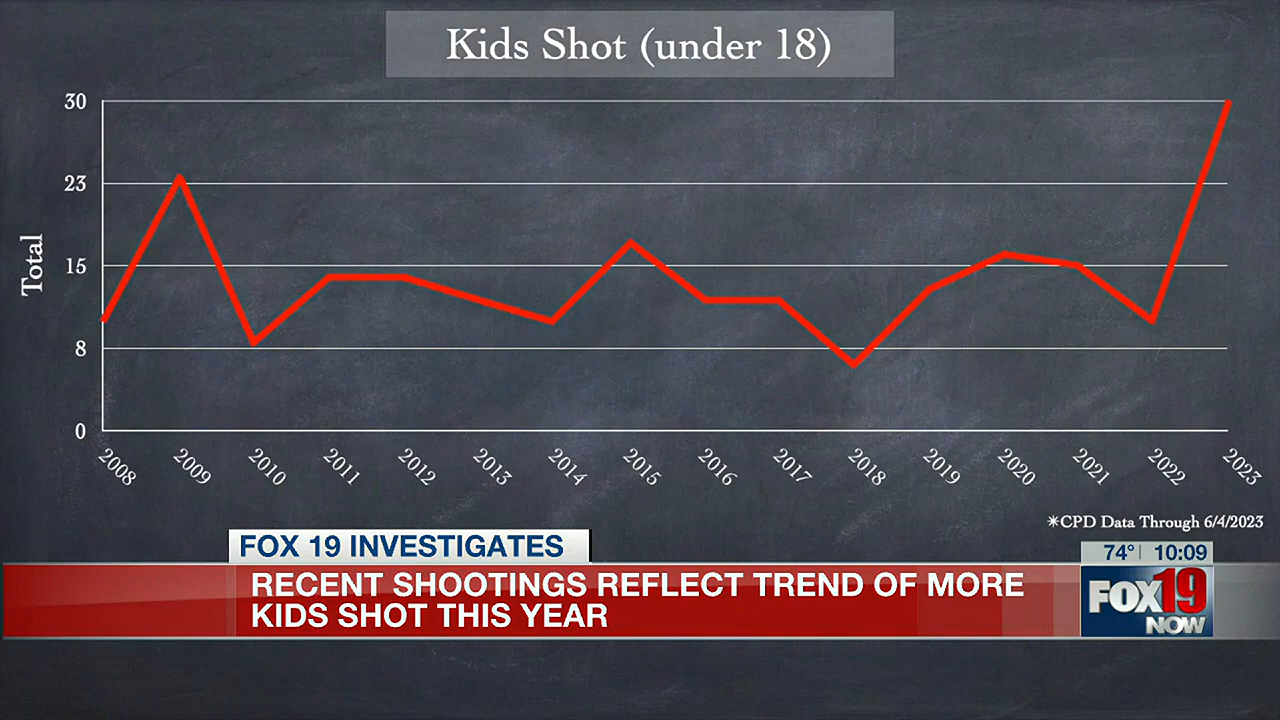 Kids Shot (under 18)
30
23
15
8
0
Total
2008 2009 2010 2011 2012 2013 2014 2015 2016 2017 2018 2019 2020 2021 2022 2023
*CPD Data Through 6/4/2023
FOX 19 INVESTIGATES
74° 10:09
RECENT SHOOTINGS REFLECT TREND OF MORE
KIDS SHOT THIS YEAR
FOX19
NOW